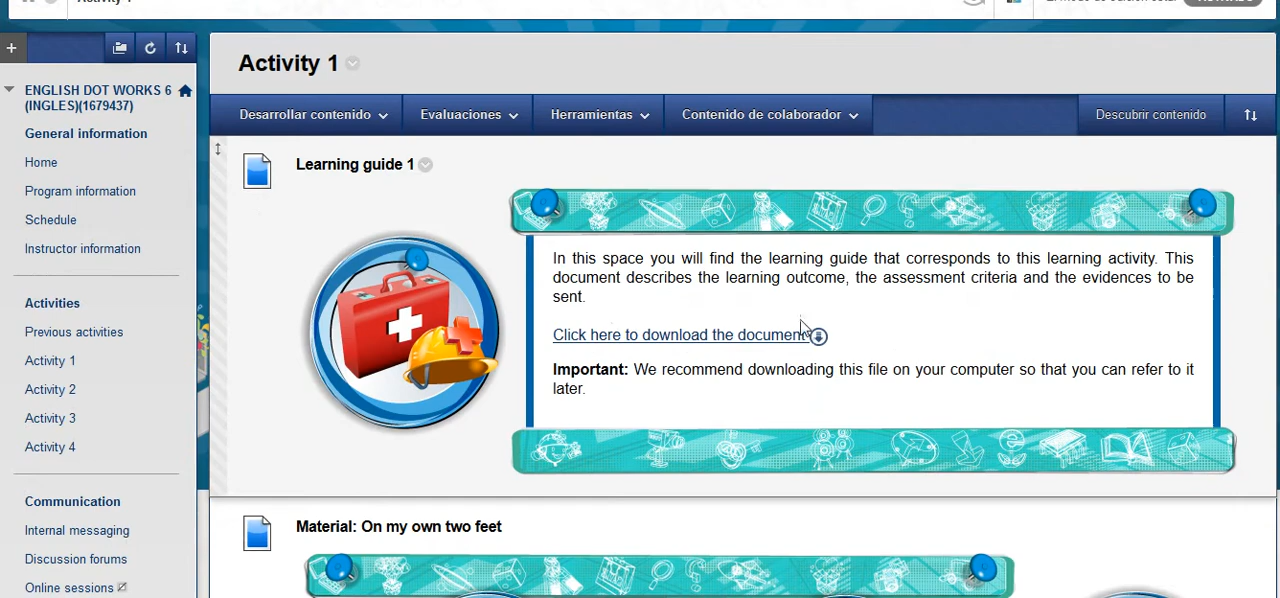 Activity 1
ENGLISH DOT WORKS 6
(INGLES)(1679437)
General information
Home
Program information
Schedule
Instructor information
Activities
Previous activities
Activity 1
Activity 2
Activity 3
Activity 4
Communication
Internal messaging
Discussion forums
Online sessions
Activity 1
Desarrollar contenido
Evaluaciones
Herramientas
Contenido de colaborador
Descubrir contenido
Learning guide 1
In this space you will find the learning guide that corresponds to this learning activity. This
document describes the learning outcome, the assessment criteria and the evidences to be
sent.
Click here to download the document
Important: We recommend downloading this file on your computer so that you can refer to it
later.
Material: On my own two feet